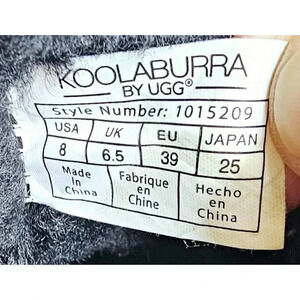 KOOLABURRA
BY UGG®
Style Number: 1015209
USA UK EU JAPAN
8 6.5 39 25
Made in China Fabrique en Chine Hecho en China